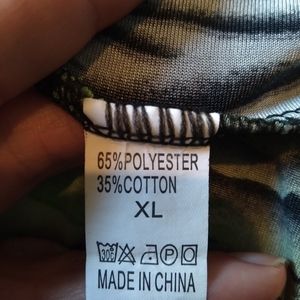 65%POLYESTER
35%COTTON
XL
MADE IN CHINA